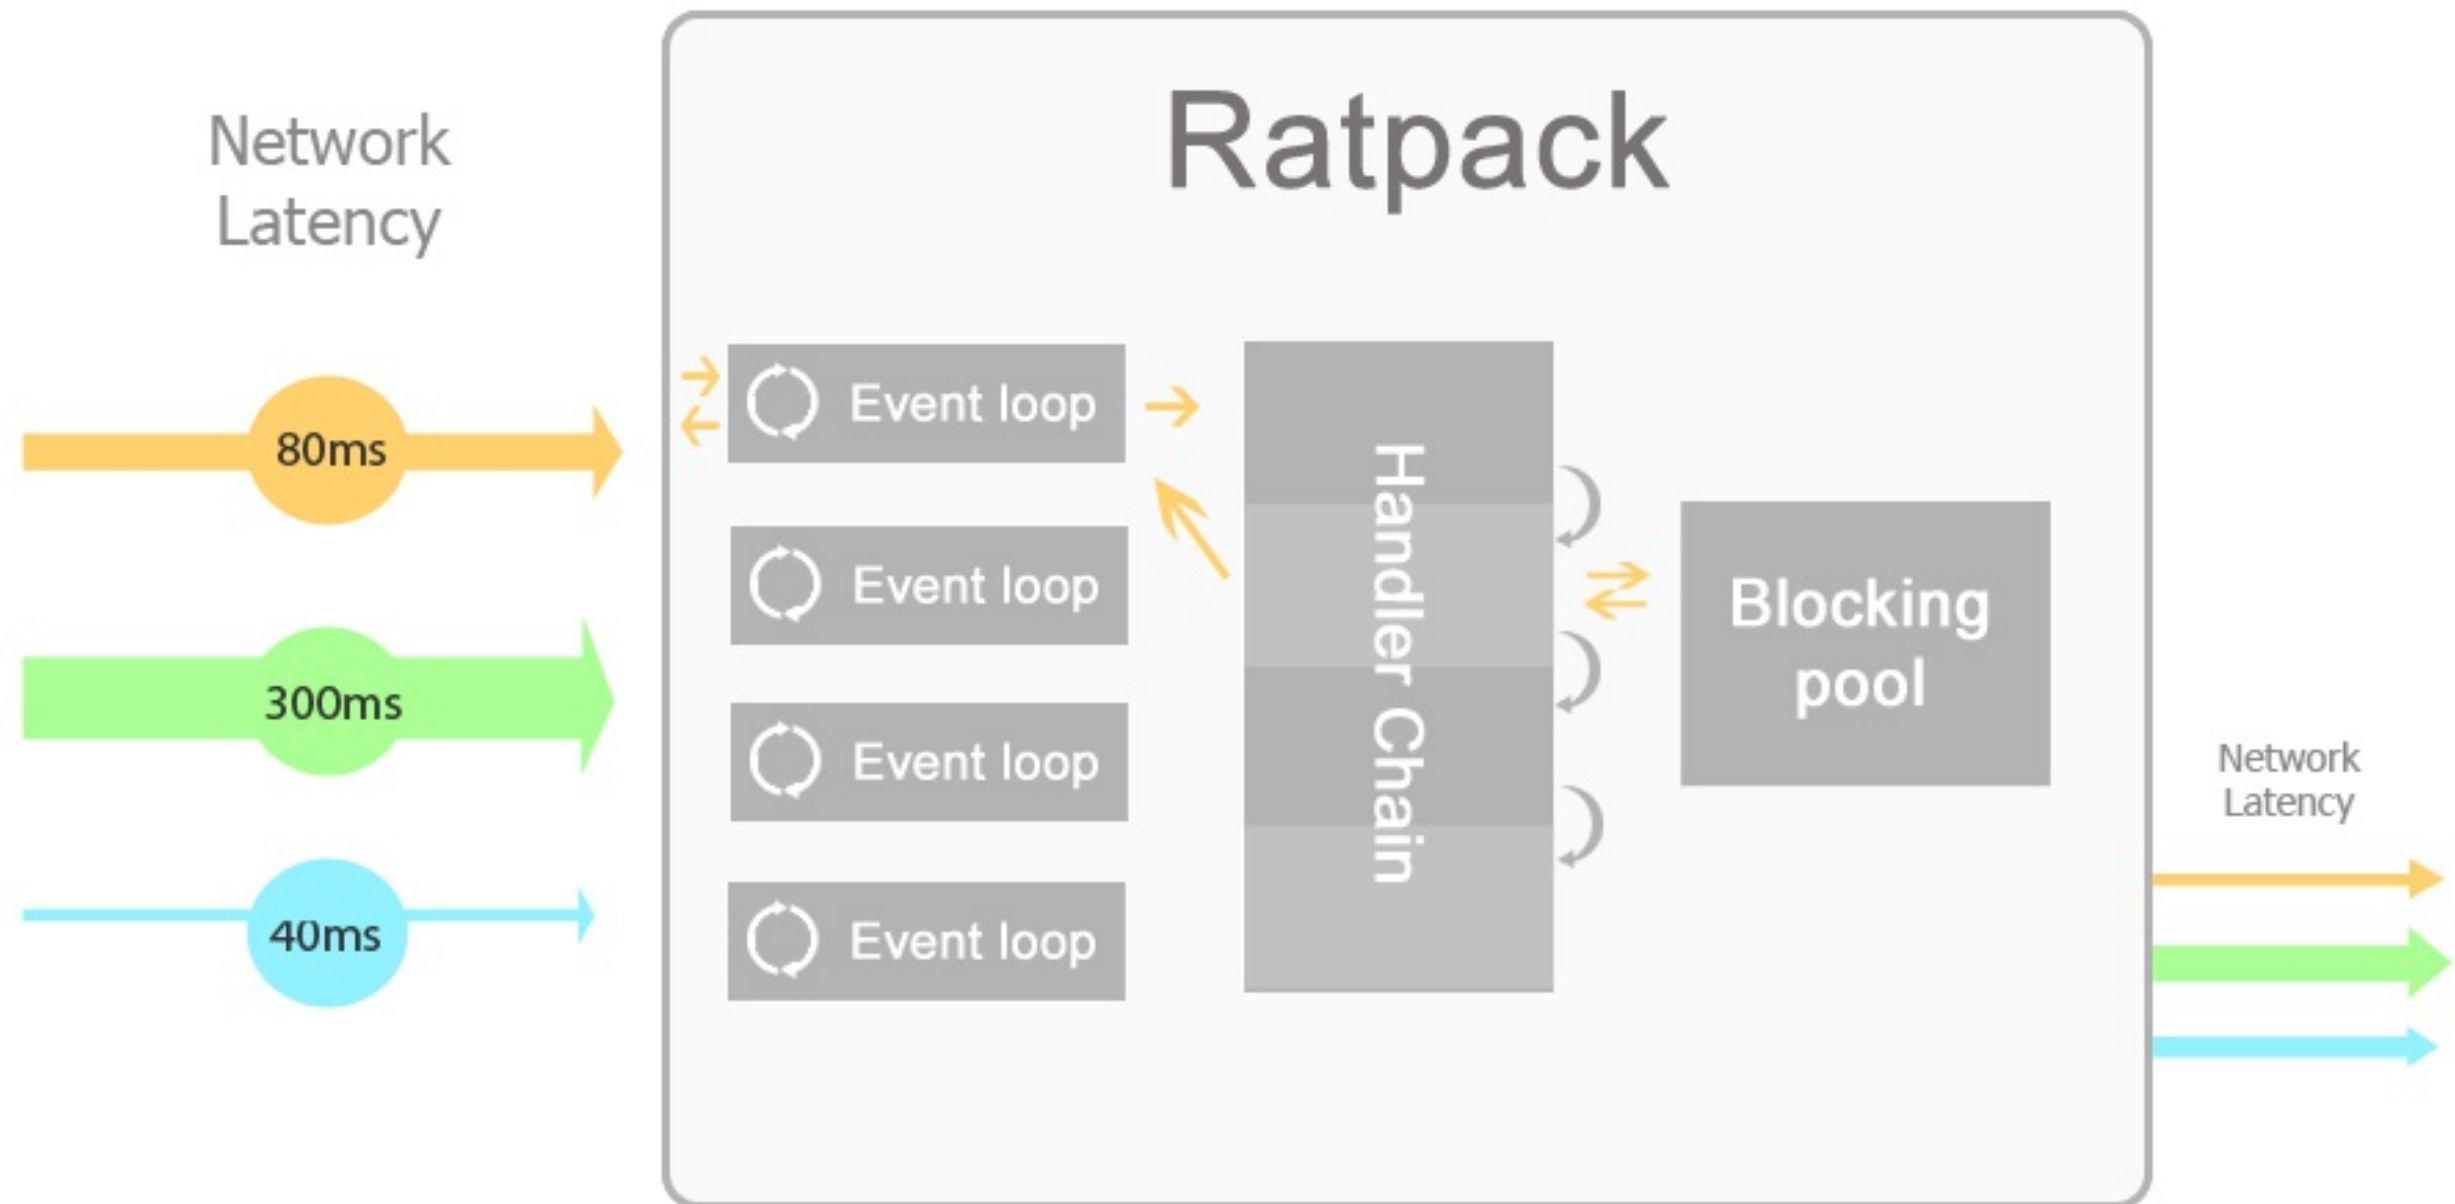 Network
Latency
Ratpack
80ms
300ms
40ms
Event loop
Event loop
Event loop
Event loop
Handler Chain
Blocking
pool
Network
Latency